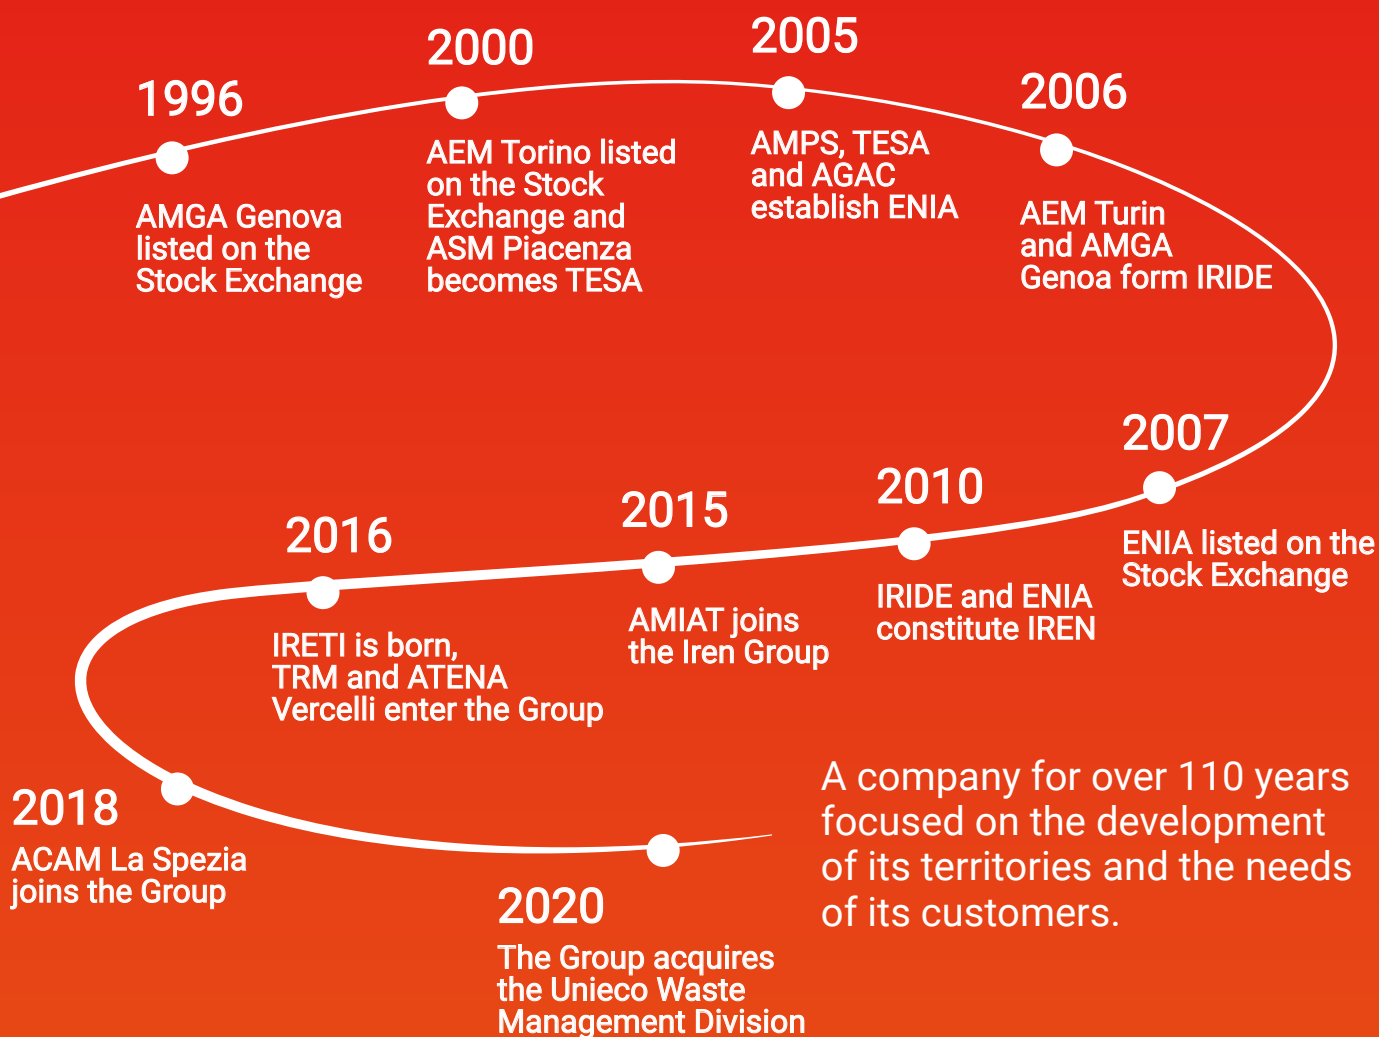 1996
AMGA Genova
listed on the
Stock Exchange
2000
AEM Torino listed
on the Stock
Exchange and
ASM Piacenza
becomes TESA
2005
AMPS, TESA
and AGAC
establish ENIA
2006
AEM Turin
and AMGA
Genoa form IRIDE
2007
ENIA listed on the
Stock Exchange
2010
IRIDE and ENIA
constitute IREN
2015
AMIAT joins
the Iren Group
2016
IRETI is born,
TRM and ATENA
Vercelli enter the Group
2018
ACAM La Spezia
joins the Group
2020
The Group acquires
the Unieco Waste
Management Division
A company for over 110 years
focused on the development
of its territories and the needs
of its customers.